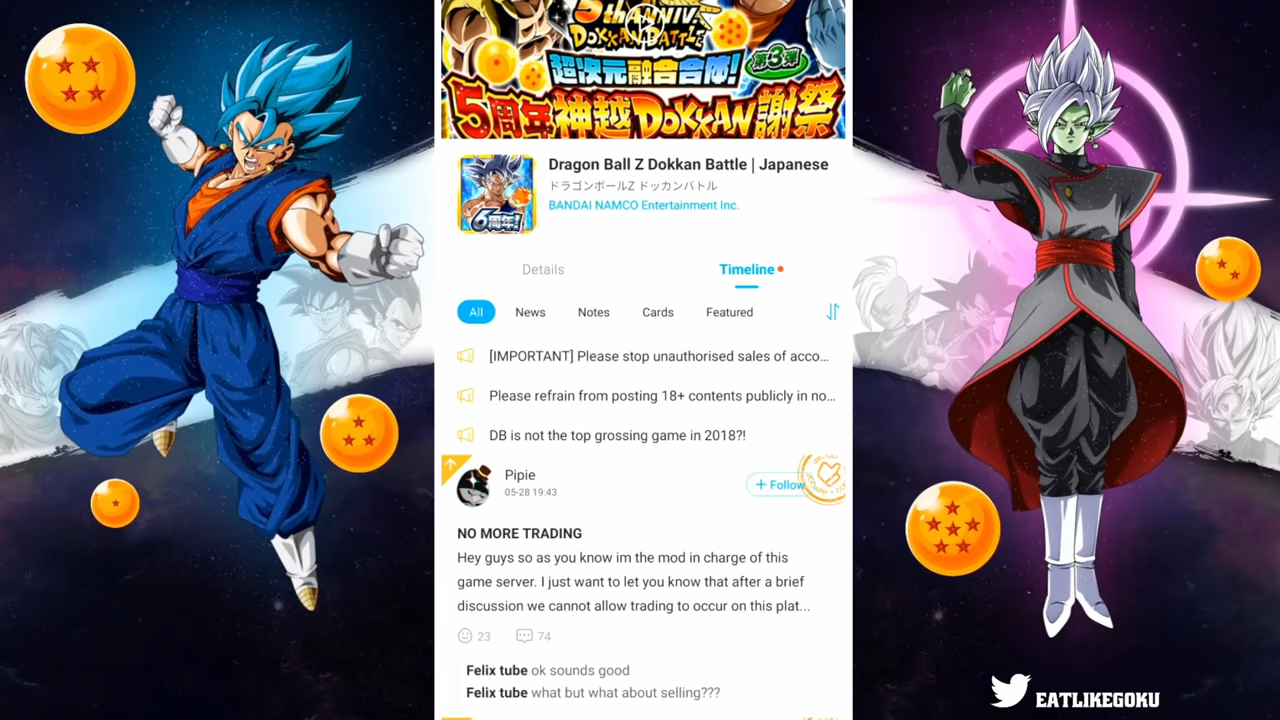 5th ANNIV.
DOKKAN BATTLE
超次元融合合体!
第3弾
5周年神越DOKKAN謝祭
6周年!
Dragon Ball Z Dokkan Battle | Japanese
ドラゴンボールZ ドッカンバトル
BANDAI NAMCO Entertainment Inc.
Details
Timeline
All
News
Notes
Cards
Featured
[IMPORTANT] Please stop unauthorised sales of acco...
Please refrain from posting 18+ contents publicly in no...
DB is not the top grossing game in 2018?!
Pipie
05-28 19:43
+ Follow
NO MORE TRADING
Hey guys so as you know im the mod in charge of this
game server. I just want to let you know that after a brief
discussion we cannot allow trading to occur on this plat...
23
74
Felix tube ok sounds good
Felix tube what but what about selling???
EATLIKEGOKU